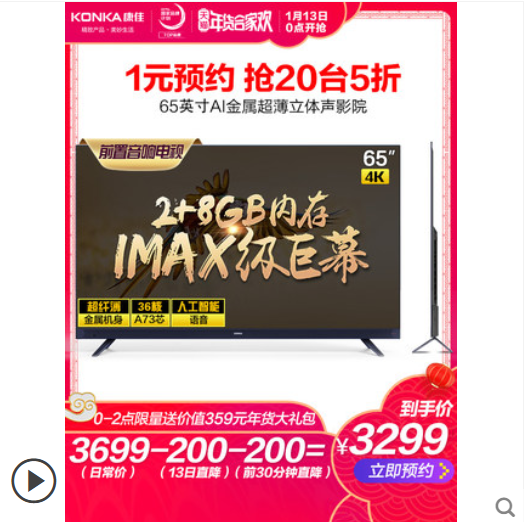 KONKA 康佳
年货合家欢
1月13日
0点开抢
1元预约 抢20台5折
65英寸AI金属超薄立体声影院
前置音响电视
65"
4K
2+8GB内存
IMAX级巨幕
超纤薄 36核 人工智能
金属机身 A73芯 语音
0-2点限量送价值359元年货大礼包
到手价
3699-200-200=¥3299
(日常价) (13日直降) (前30分钟直降)
立即预约